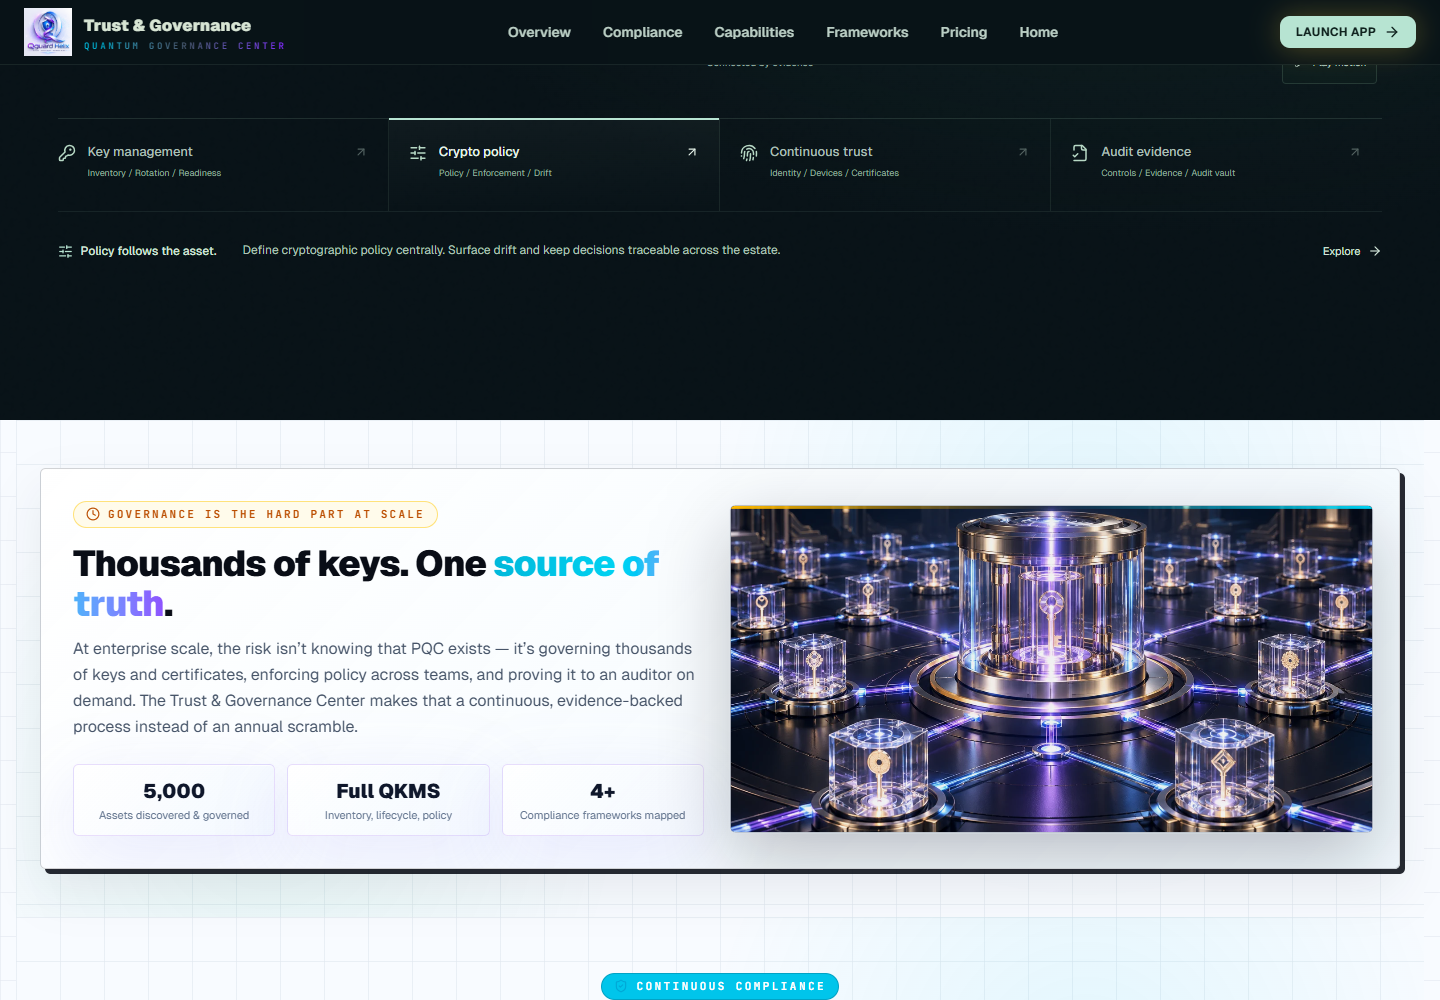 Qguard Helix
Trust & Governance
QUANTUM GOVERNANCE CENTER
Overview
Compliance
Capabilities
Frameworks
Pricing
Home
LAUNCH APP
Key management
Inventory / Rotation / Readiness
Crypto policy
Policy / Enforcement / Drift
Continuous trust
Identity / Devices / Certificates
Audit evidence
Controls / Evidence / Audit vault
Policy follows the asset.
Define cryptographic policy centrally. Surface drift and keep decisions traceable across the estate.
Explore
GOVERNANCE IS THE HARD PART AT SCALE
Thousands of keys. One source of
truth.
At enterprise scale, the risk isn’t knowing that PQC exists — it’s governing thousands
of keys and certificates, enforcing policy across teams, and proving it to an auditor on
demand. The Trust & Governance Center makes that a continuous, evidence-backed
process instead of an annual scramble.
5,000
Assets discovered & governed
Full QKMS
Inventory, lifecycle, policy
4+
Compliance frameworks mapped
CONTINUOUS COMPLIANCE